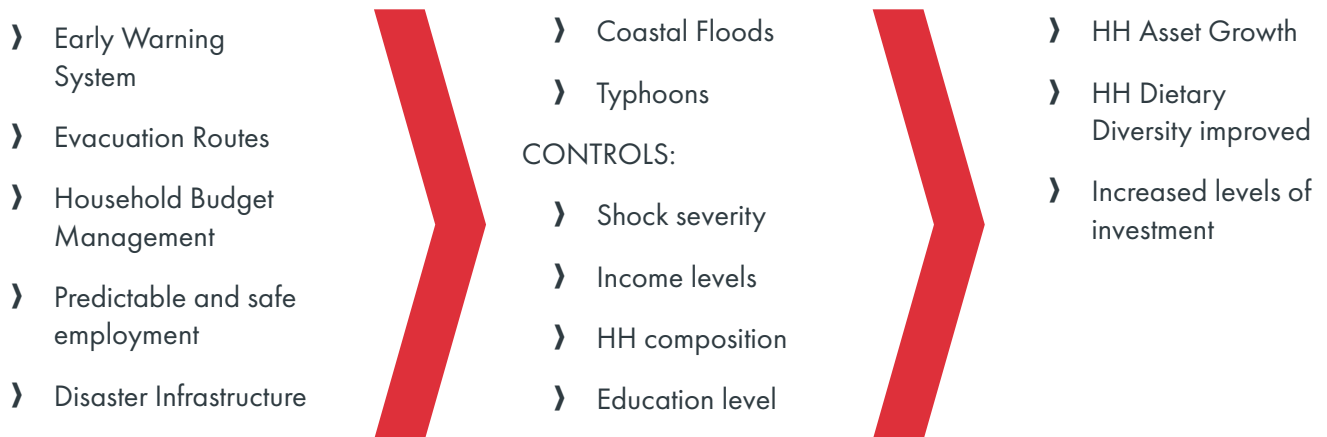 Early Warning
System
Evacuation Routes
Household Budget
Management
Predictable and safe
employment
Disaster Infrastructure
Coastal Floods
Typhoons
CONTROLS:
Shock severity
Income levels
HH composition
Education level
HH Asset Growth
HH Dietary
Diversity improved
Increased levels of
investment